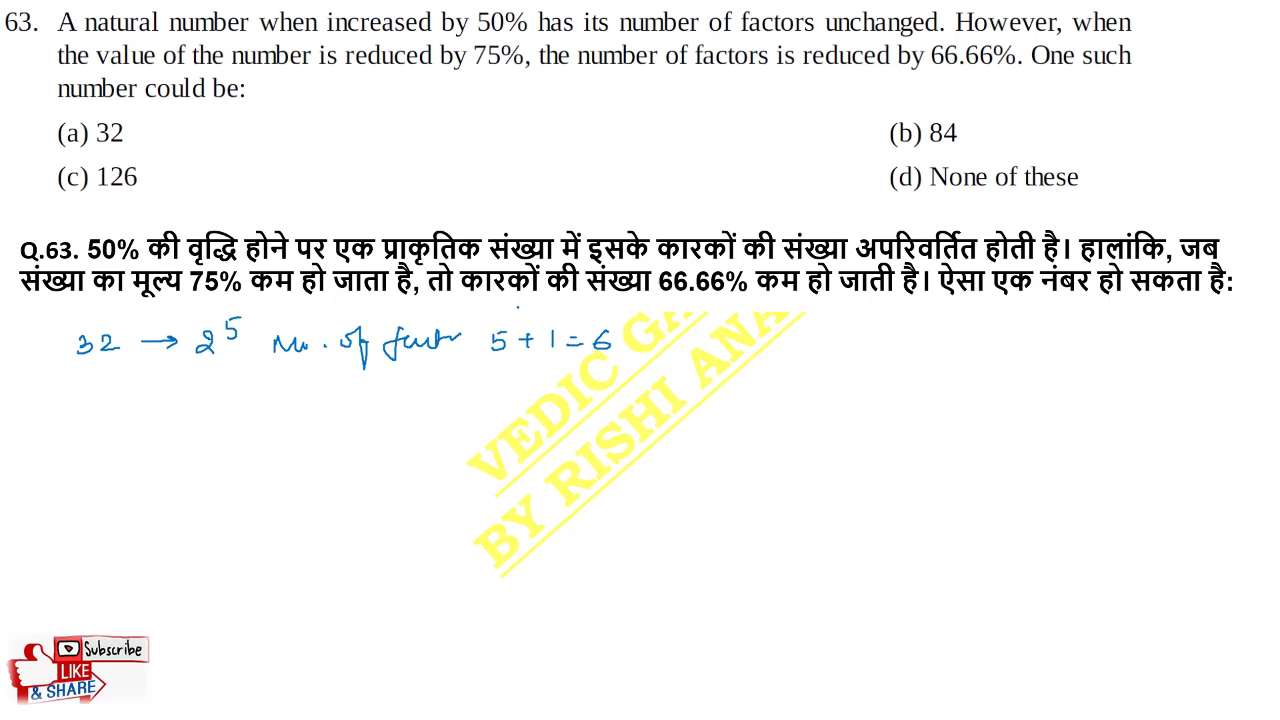 63. A natural number when increased by 50% has its number of factors unchanged. However, when
the value of the number is reduced by 75%, the number of factors is reduced by 66.66%. One such
number could be:
(a) 32 (b) 84
(c) 126 (d) None of these
Q.63. 50% की वृद्धि होने पर एक प्राकृतिक संख्या में इसके कारकों की संख्या अपरिवर्तित होती है। हालांकि, जब
संख्या का मूल्य 75% कम हो जाता है, तो कारकों की संख्या 66.66% कम हो जाती है। ऐसा एक नंबर हो सकता है:
32 → 2⁵ No. of factor 5 + 1 = 6
VEDIC GA
BY RISHI ANA
Subscribe
LIKE
& SHARE